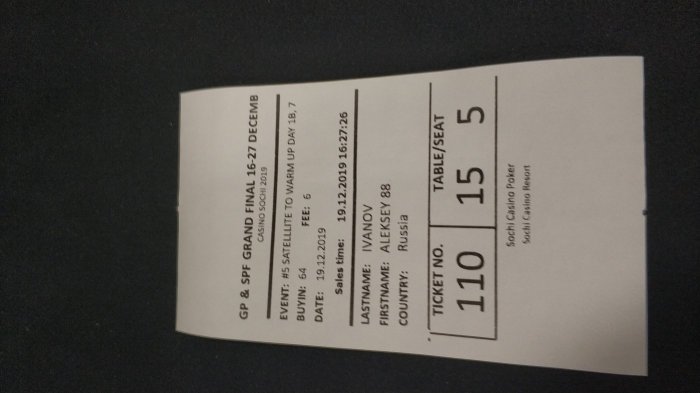 GP & SPF GRAND FINAL 16-27 DECEMB
CASINO SOCHI 2019
EVENT: #5 SATELLLITE TO WARM UP DAY 1B, 7
BUYIN: 64 FEE: 6
DATE: 19.12.2019
Sales time: 19.12.2019 16:27:26
LASTNAME: IVANOV
FIRSTNAME: ALEKSEY 88
COUNTRY: Russia
TICKET NO. TABLE/SEAT
110 15 5
Sochi Casino Poker
Sochi Casino Resort